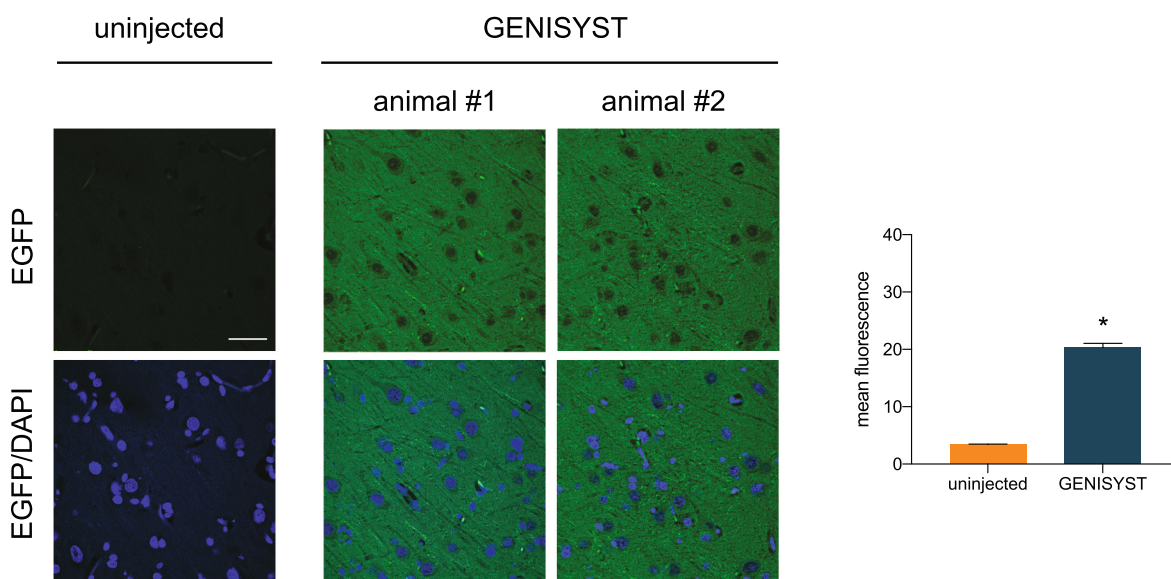 uninjected
GENISYST
animal #1
animal #2
EGFP
EGFP/DAPI
mean fluorescence
40
30
20
10
0
*
uninjected
GENISYST